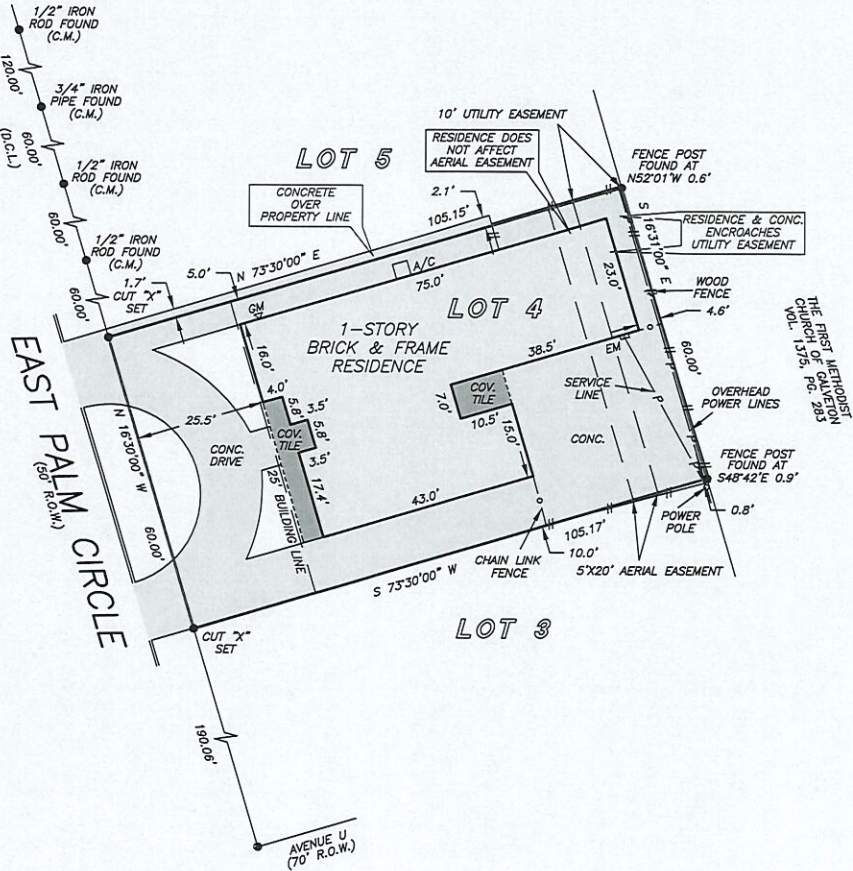 1/2" IRON
ROD FOUND
(C.M.)
120.00'
3/4" IRON
PIPE FOUND
(C.M.)
60.00'
(D.C.L.)
1/2" IRON
ROD FOUND
(C.M.)
60.00'
1/2" IRON
ROD FOUND
(C.M.)
60.00'
1.7'
CUT "X"
SET
5.0'
N 73°30'00" E
105.15'
CONCRETE
OVER
PROPERTY LINE
LOT 5
2.1'
10' UTILITY EASEMENT
RESIDENCE DOES
NOT AFFECT
AERIAL EASEMENT
FENCE POST
FOUND AT
N52°01'W 0.6'
S 16°31'00" E
RESIDENCE & CONC.
ENCROACHES
UTILITY EASEMENT
WOOD
FENCE
4.6'
60.00'
THE FIRST METHODIST
CHURCH OF GALVETON
VOL. 1375, PG. 283
GM
A/C
75.0'
LOT 4
23.0'
1-STORY
BRICK & FRAME
RESIDENCE
16.0'
38.5'
EM
4.0'
5.8'
3.5'
5.8'
3.5'
COV.
TILE
17.4'
7.0'
COV.
TILE
10.5'
15.0'
SERVICE
LINE
P
P
P
OVERHEAD
POWER LINES
CONC.
25.5'
CONC.
DRIVE
25' BUILDING LINE
43.0'
FENCE POST
FOUND AT
S48°42'E 0.9'
POWER
POLE
0.8'
EAST PALM CIRCLE
(50' R.O.W.)
N 16°30'00" W
60.00'
S 73°30'00" W
CHAIN LINK
FENCE
105.17'
10.0'
5'X20' AERIAL EASEMENT
LOT 3
CUT "X"
SET
190.06'
AVENUE U
(70' R.O.W.)